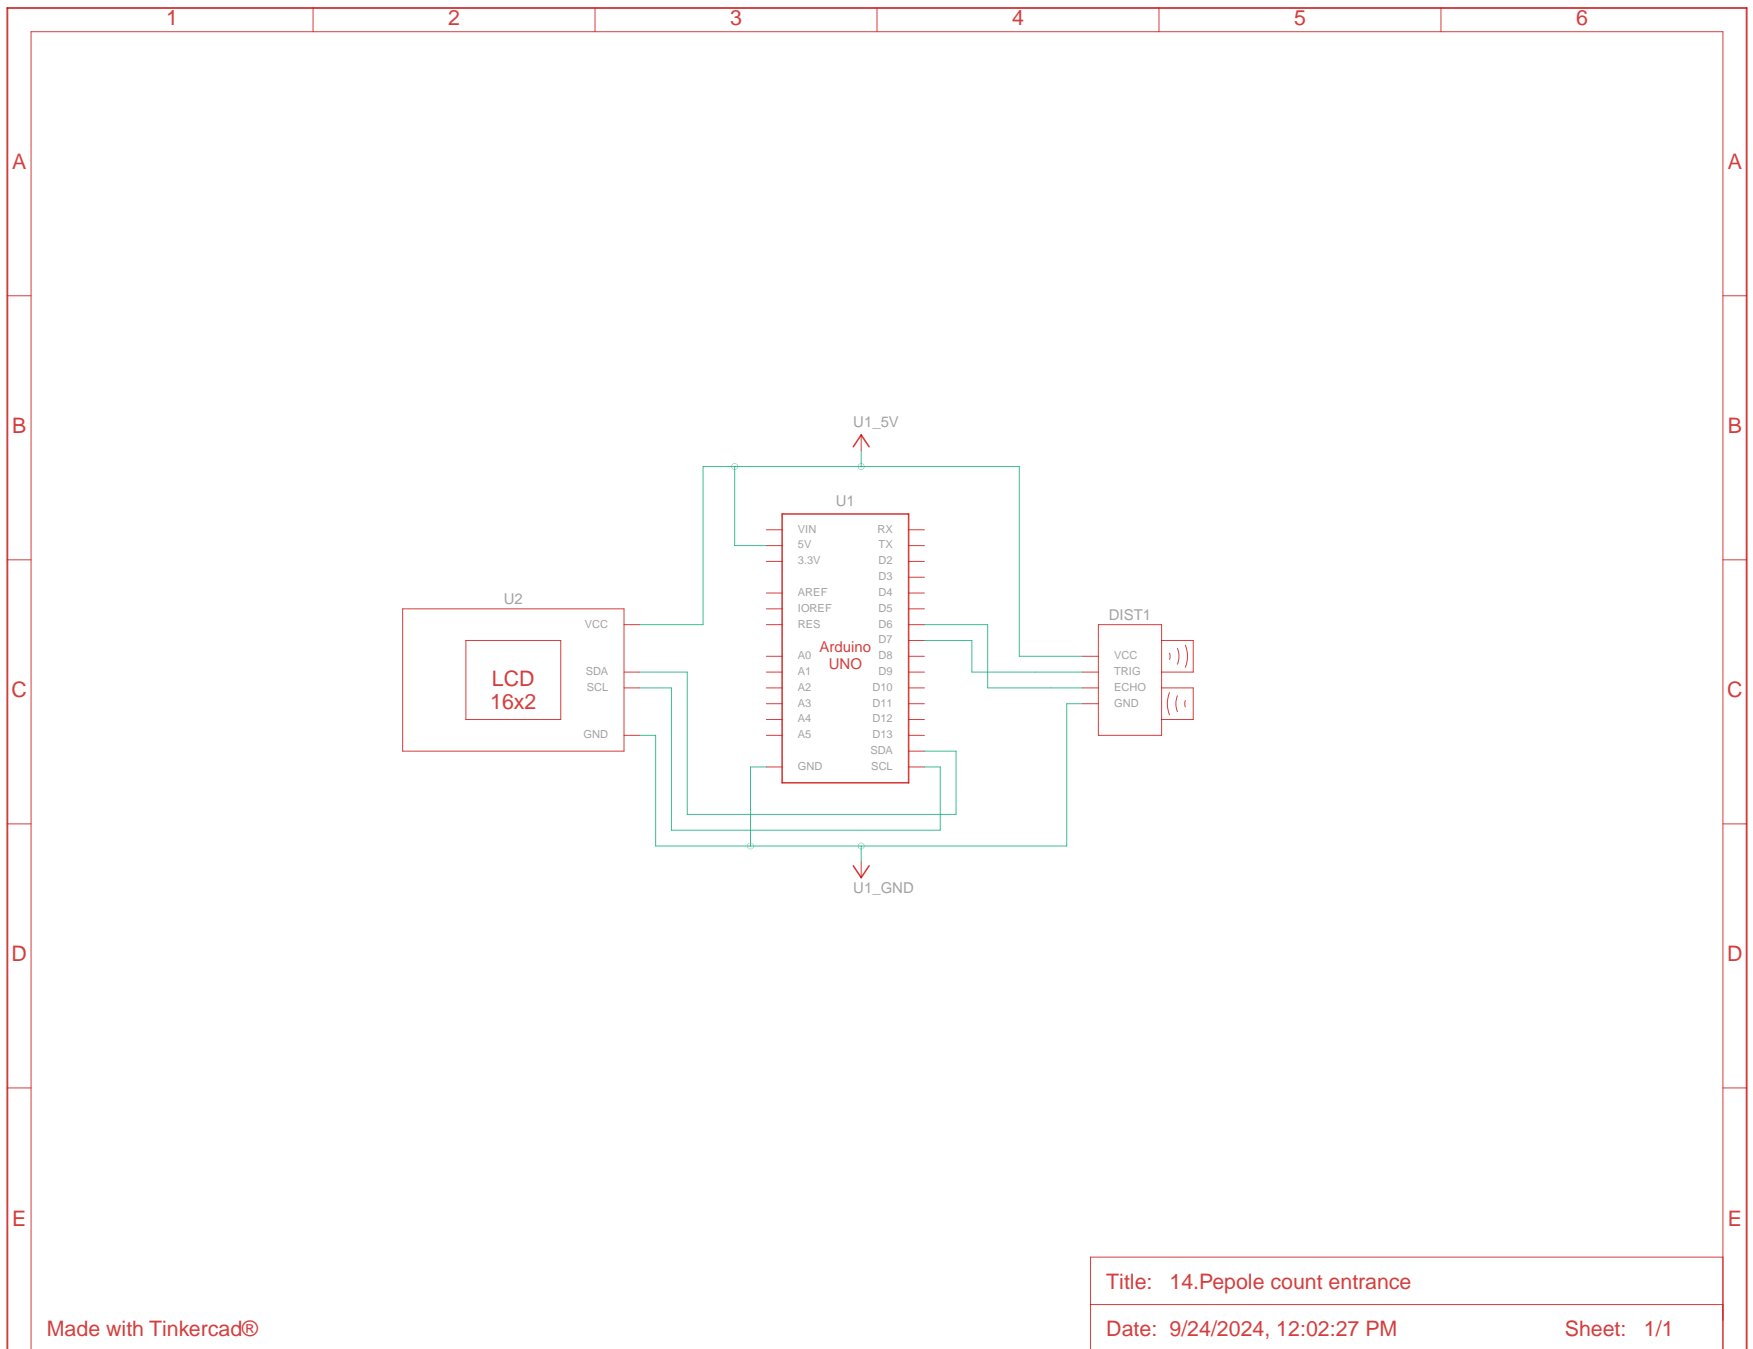 1 2 3 4 5 6
A A
B B
U1_5V
U1
VIN RX
5V TX
3.3V D2
D3
AREF D4
IOREF D5
RES D6
D7
Arduino
UNO
A0 D8
A1 D9
A2 D10
A3 D11
A4 D12
A5 D13
SDA
GND SCL
U2
VCC
SDA
SCL
GND
LCD
16x2
DIST1
VCC
TRIG
ECHO
GND
C C
U1_GND
D D
E E
Title: 14.Pepole count entrance
Made with Tinkercad®
Date: 9/24/2024, 12:02:27 PM Sheet: 1/1